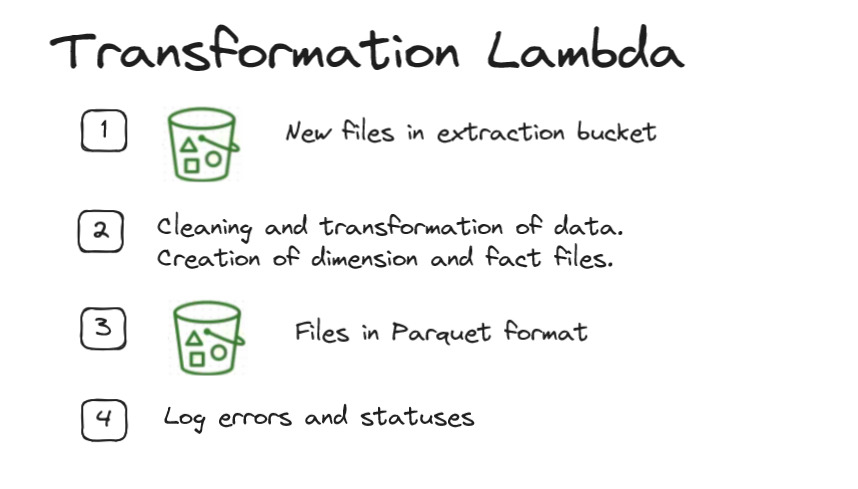 Transformation Lambda
1
New files in extraction bucket
2
Cleaning and transformation of data.
Creation of dimension and fact files.
3
Files in Parquet format
4
Log errors and statuses